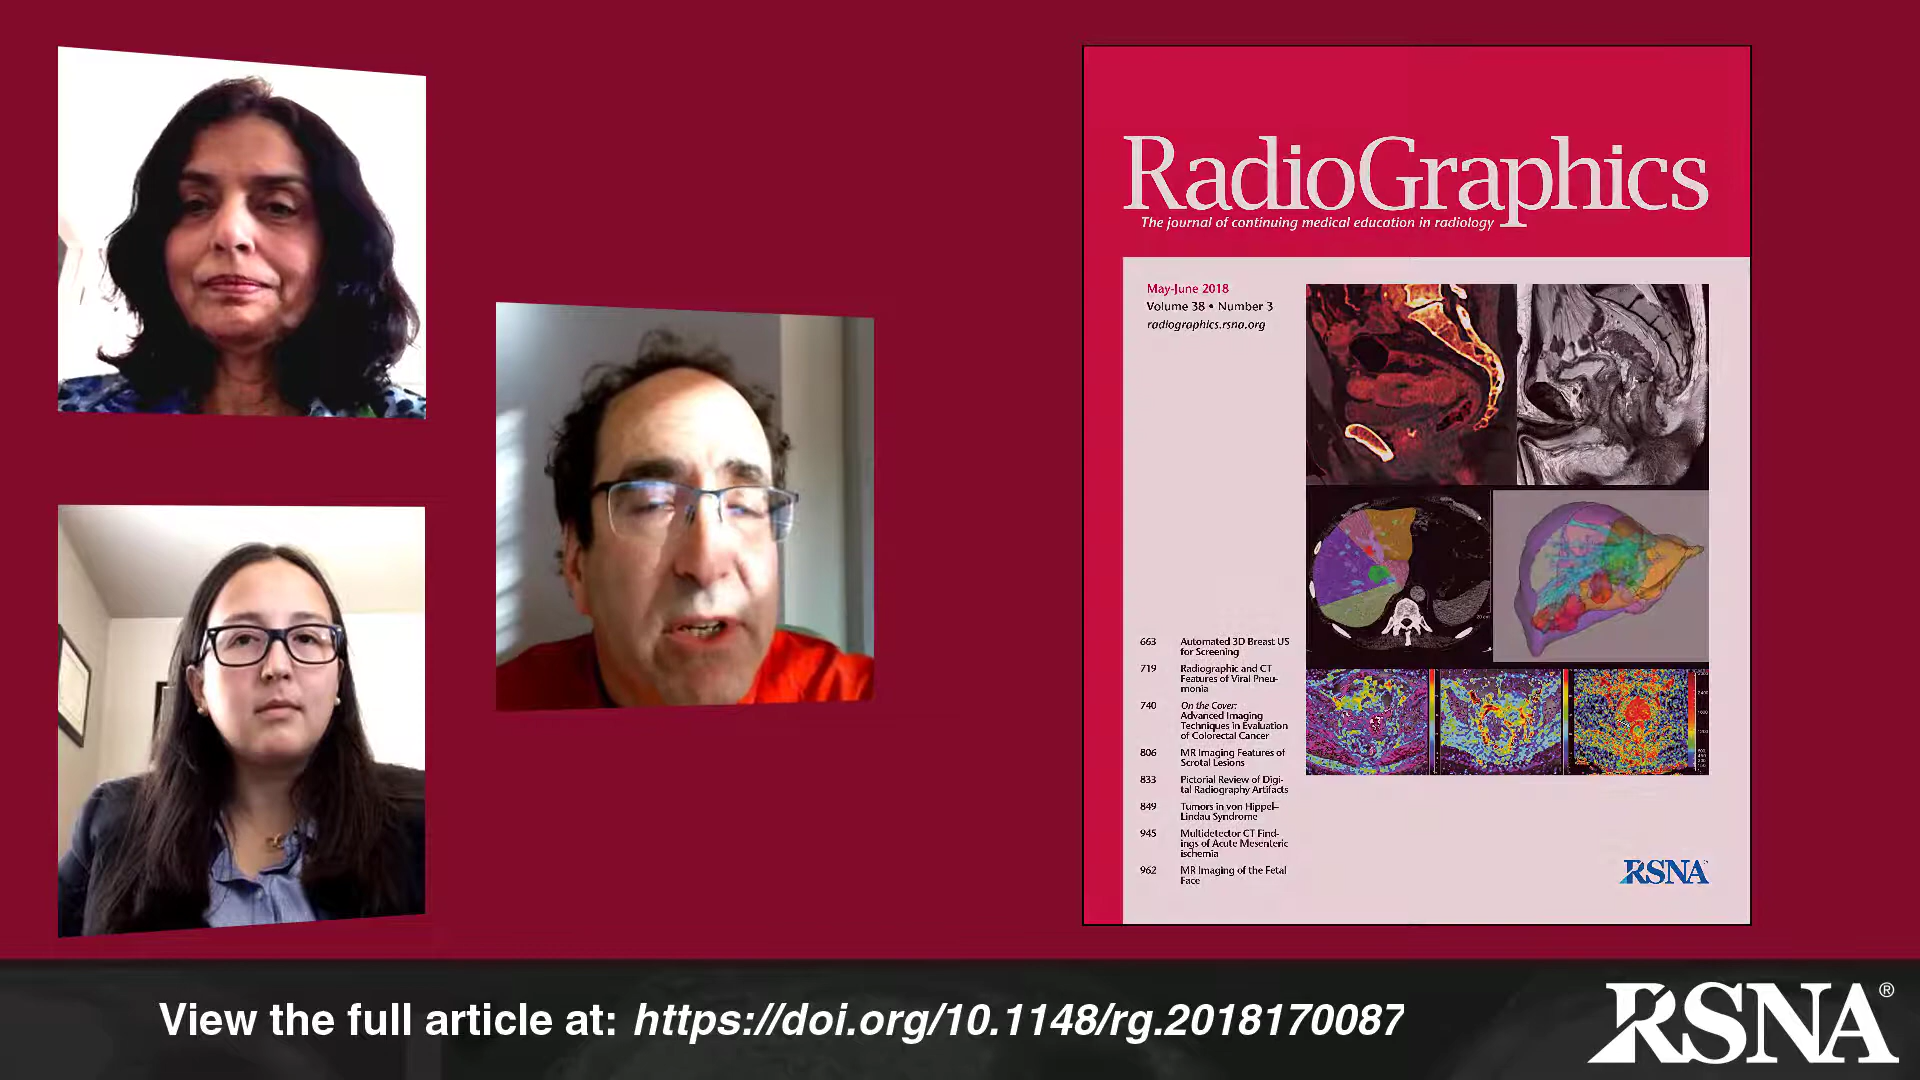 RadioGraphics
The journal of continuing medical education in radiology
May-June 2018
Volume 38 • Number 3
radiographics.rsna.org
663 Automated 3D Breast US
for Screening
719 Radiographic and CT
Features of Viral Pneu-
monia
740 On the Cover:
Advanced Imaging
Techniques in Evaluation
of Colorectal Cancer
806 MR Imaging Features of
Scrotal Lesions
833 Pictorial Review of Digi-
tal Radiography Artifacts
849 Tumors in von Hippel–
Lindau Syndrome
945 Multidetector CT Find-
ings of Acute Mesenteric
ischemia
962 MR Imaging of the Fetal
Face
RSNA
View the full article at: https://doi.org/10.1148/rg.2018170087
RSNA®